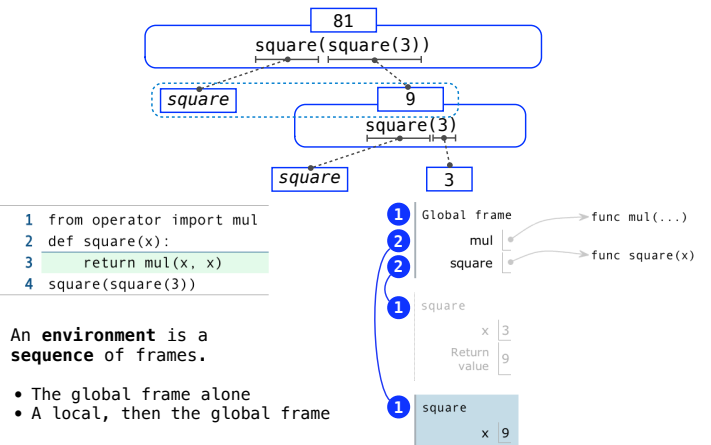 81
square(square(3))
square
9
square(3)
square
3
1 from operator import mul
2 def square(x):
3 return mul(x, x)
4 square(square(3))
An environment is a
sequence of frames.
• The global frame alone
• A local, then the global frame
1 Global frame
2 mul
func mul(...)
2 square
func square(x)
1 square
x 3
Return
value 9
1 square
x 9